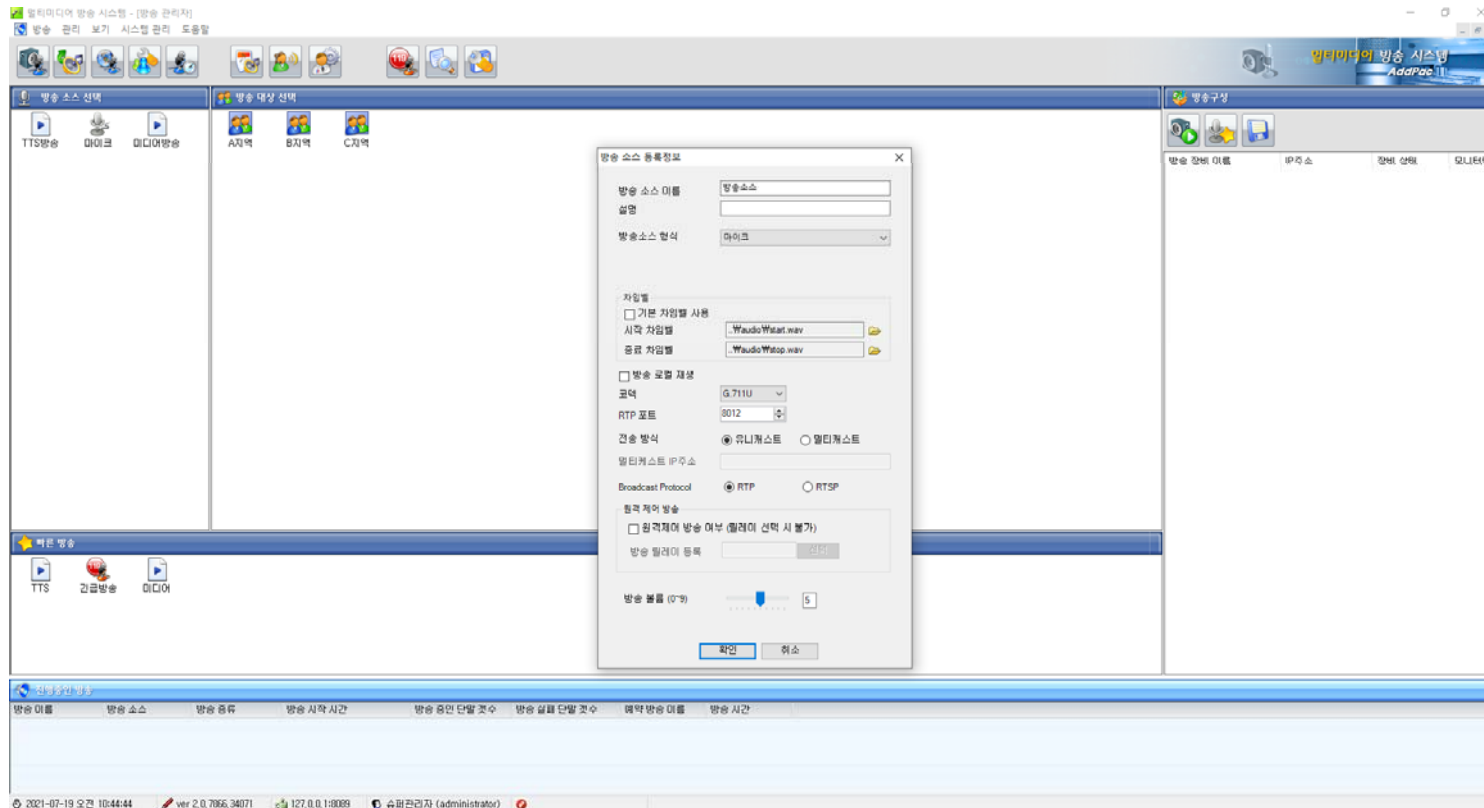 멀티미디어 방송 시스템 - [방송 관리자]
방송 관리 보기 시스템 관리 도움말
멀티미디어 방송 시스템
AddPac
방송 소스 선택
방송 대상 선택
방송구성
TTS방송 마이크 미디어방송
A지역 B지역 C지역
방송 장비 이름 IP주소 장비 상태 모니터
방송 소스 등록정보
방송 소스 이름 방송소스
설명
방송소스 형식 마이크
차임벨
기본 차임벨 사용
시작 차임벨 ..₩audio₩start.wav
종료 차임벨 ..₩audio₩stop.wav
방송 로컬 재생
코덱 G.711U
RTP 포트 8012
전송 방식 유니캐스트 멀티캐스트
멀티케스트 IP주소
Broadcast Protocol RTP RTSP
원격 제어 방송
원격제어 방송 여부 (릴레이 선택 시 불가)
방송 릴레이 등록 선택
방송 볼륨 (0~9) 5
확인 취소
빠른 방송
TTS 긴급방송 미디어
진행중인 방송
방송 이름 방송 소스 방송 종류 방송 시작 시간 방송 중인 단말 갯수 방송 실패 단말 갯수 예약 방송 이름 방송 시간
2021-07-19 오전 10:44:44 ver 2.0.7866.34071 127.0.0.1:8089 슈퍼관리자 (administrator)